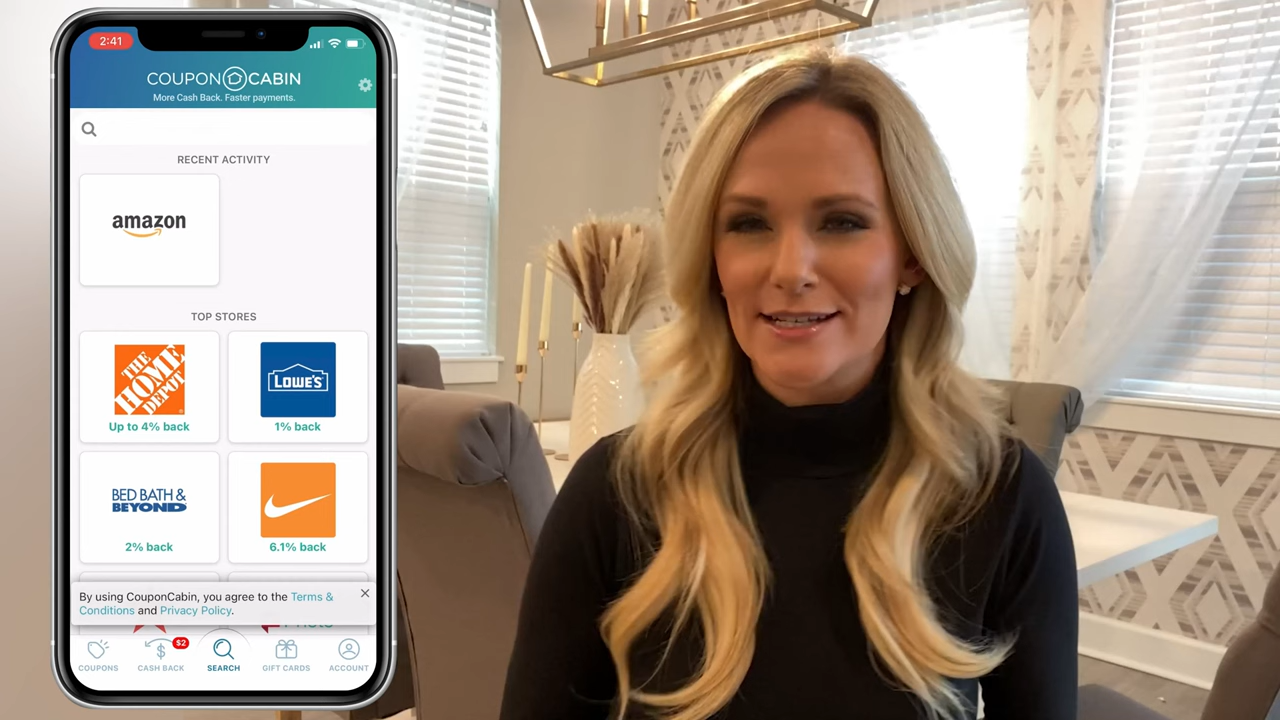 2:41
COUPON CABIN
More Cash Back. Faster payments.
RECENT ACTIVITY
amazon
TOP STORES
THE HOME DEPOT
Up to 4% back
LOWE'S
1% back
BED BATH &
BEYOND
2% back
6.1% back
By using CouponCabin, you agree to the Terms &
Conditions and Privacy Policy.
$2
COUPONS
CASH BACK
SEARCH
GIFT CARDS
ACCOUNT